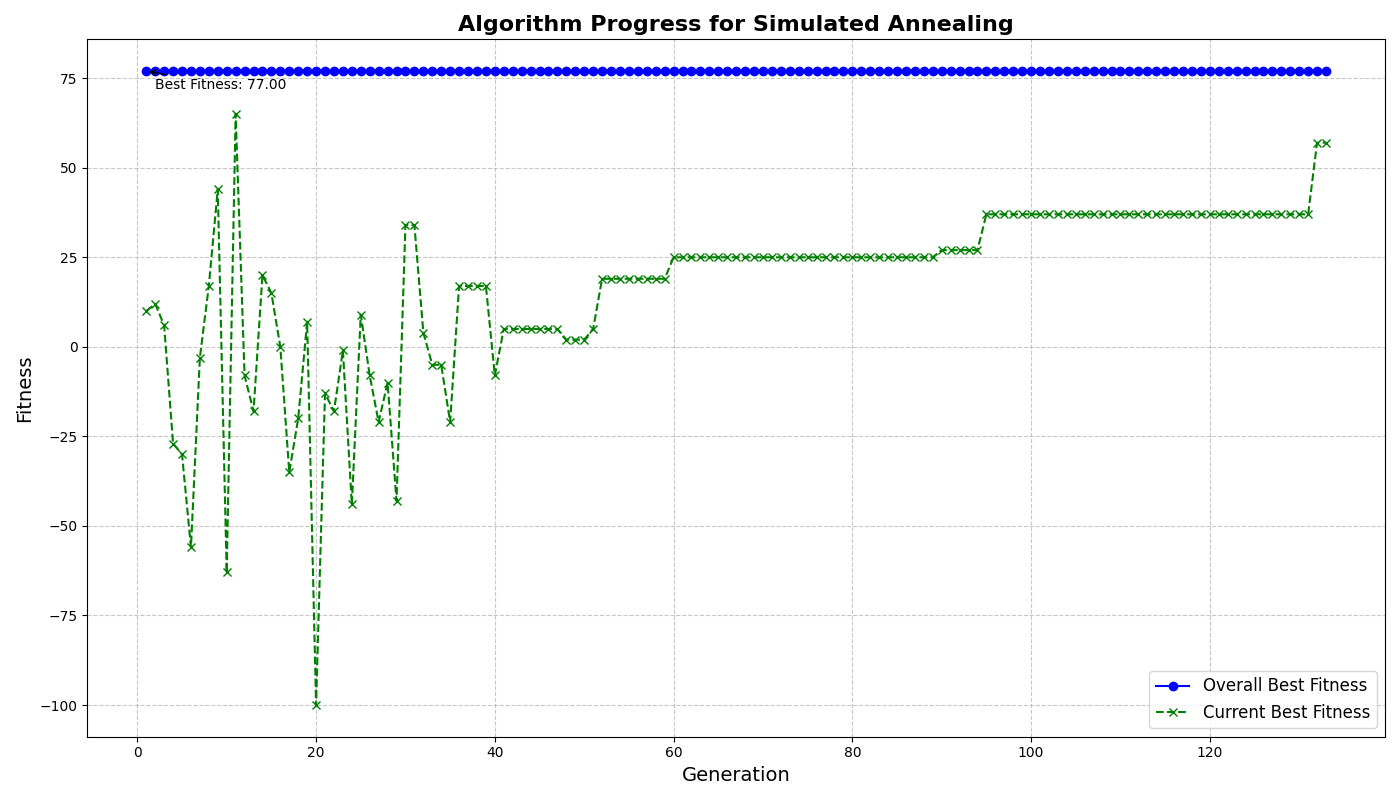 Algorithm Progress for Simulated Annealing
75
Best Fitness: 77.00
50
25
0
−25
−50
−75
−100
Fitness
Overall Best Fitness
Current Best Fitness
0 20 40 60 80 100 120
Generation